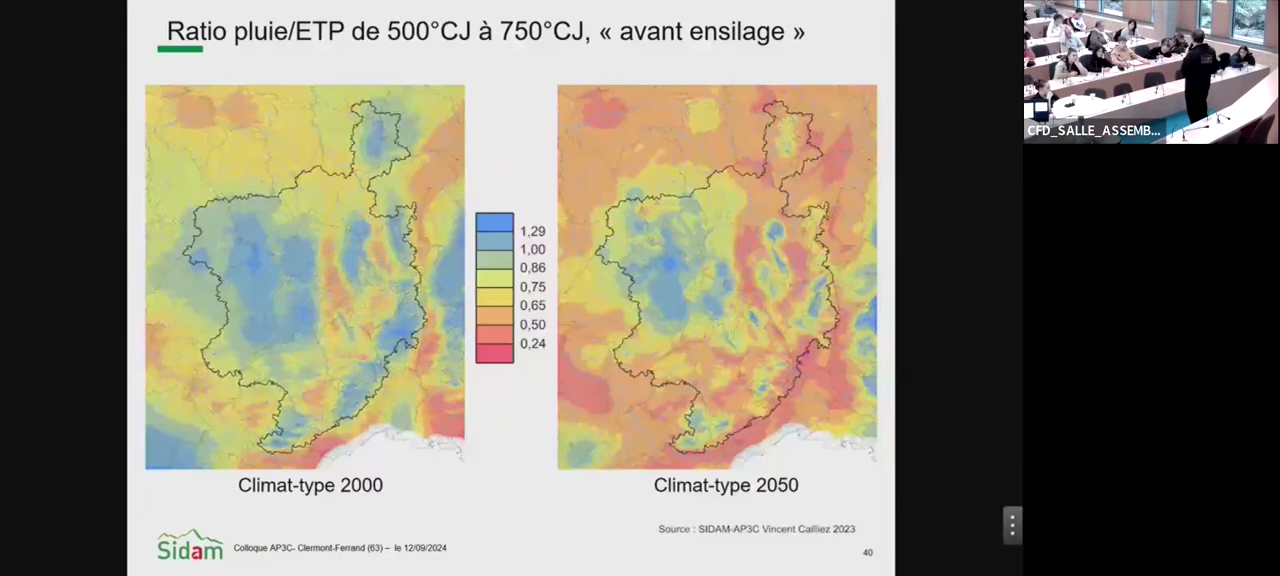 Ratio pluie/ETP de 500°CJ à 750°CJ, « avant ensilage »
CFD_SALLE_ASSEMB...
1,29
1,00
0,86
0,75
0,65
0,50
0,24
Climat-type 2000
Climat-type 2050
Source : SIDAM-AP3C Vincent Cailliez 2023
Sidam
Colloque AP3C- Clermont-Ferrand (63) – le 12/09/2024
40